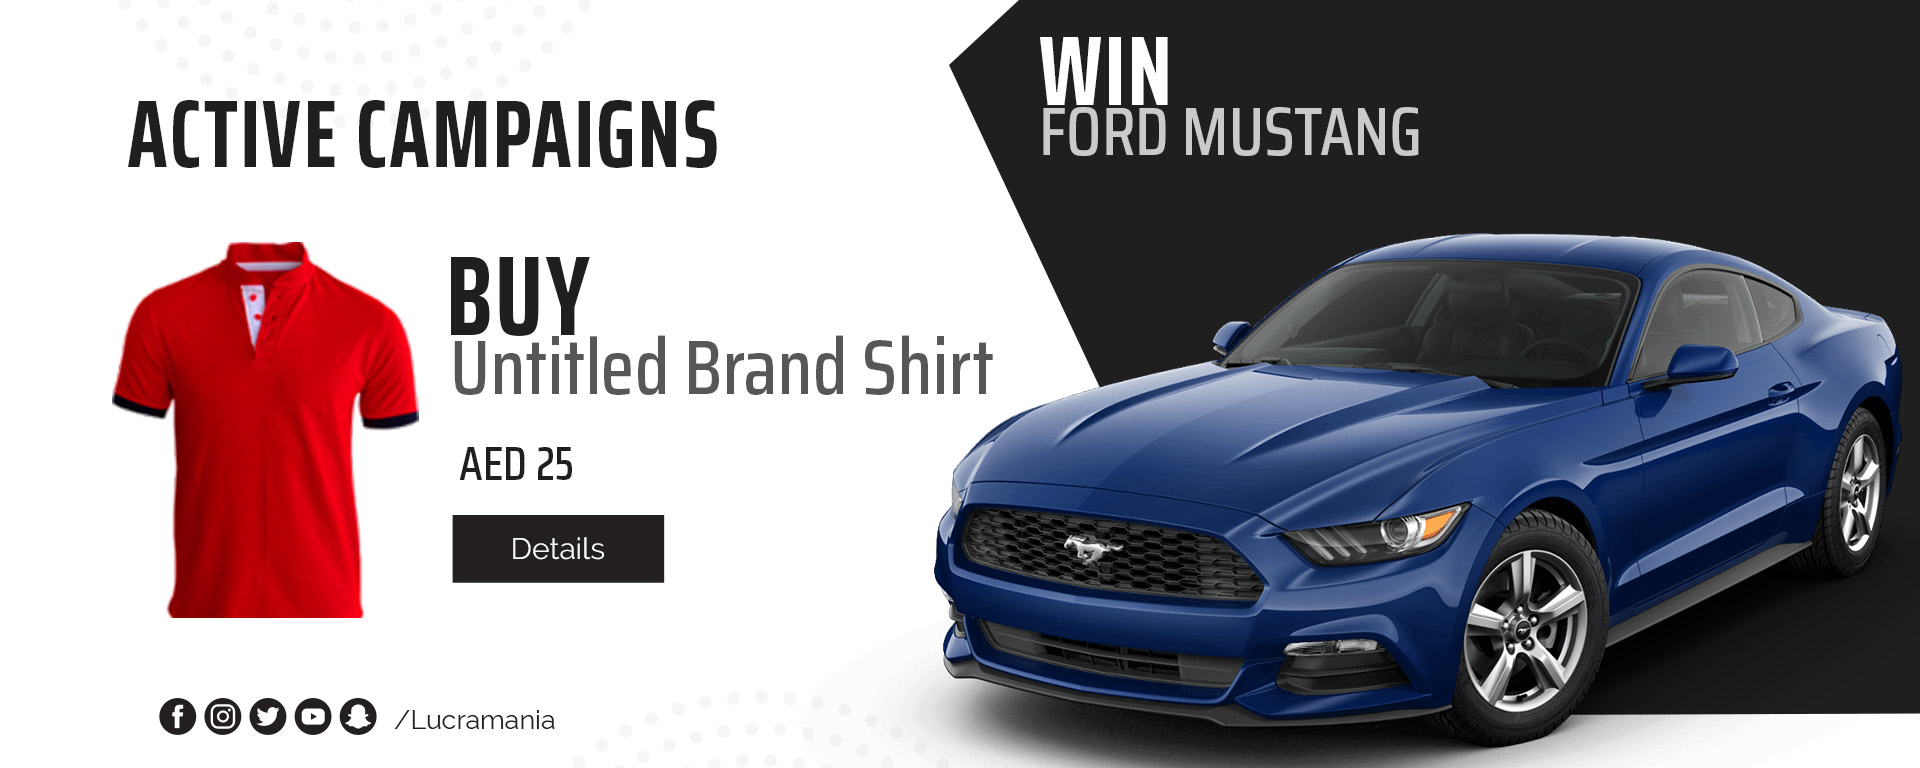 ACTIVE CAMPAIGNS
BUY
Untitled Brand Shirt
AED 25
Details
/Lucramania
WIN
FORD MUSTANG